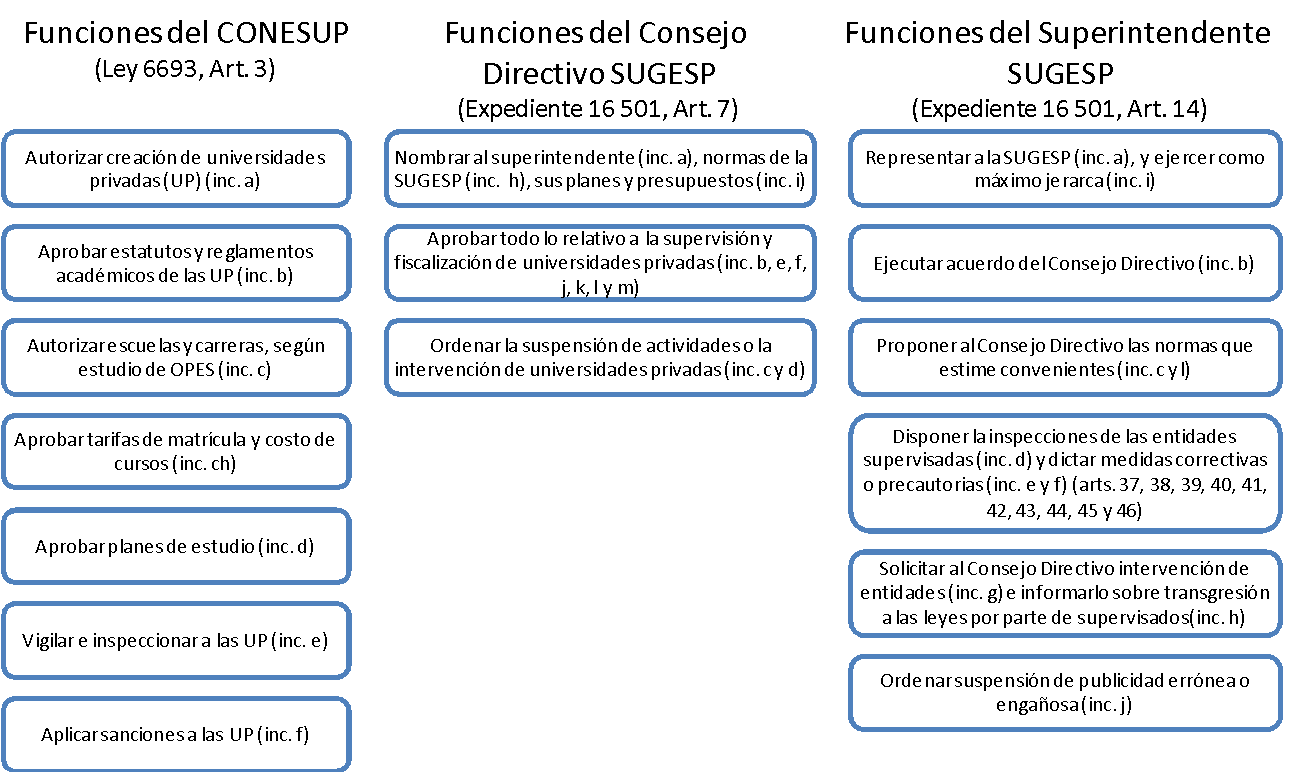 Funciones del CONESUP
(Ley 6693, Art. 3)
Autorizar creación de universidades
privadas (UP) (inc. a)
Aprobar estatutos y reglamentos
académicos de las UP (inc. b)
Autorizar escuelas y carreras, según
estudio de OPES (inc. c)
Aprobar tarifas de matrícula y costo de
cursos (inc. ch)
Aprobar planes de estudio (inc. d)
Vigilar e inspeccionar a las UP (inc. e)
Aplicar sanciones a las UP (inc. f)
Funciones del Consejo
Directivo SUGESP
(Expediente 16 501, Art. 7)
Nombrar al superintendente (inc. a), normas de la
SUGESP (inc. h), sus planes y presupuestos (inc. i)
Aprobar todo lo relativo a la supervisión y
fiscalización de universidades privadas (inc. b, e, f,
j, k, l y m)
Ordenar la suspensión de actividades o la
intervención de universidades privadas (inc. c y d)
Funciones del Superintendente
SUGESP
(Expediente 16 501, Art. 14)
Representar a la SUGESP (inc. a), y ejercer como
máximo jerarca (inc. i)
Ejecutar acuerdo del Consejo Directivo (inc. b)
Proponer al Consejo Directivo las normas que
estime convenientes (inc. c y l)
Disponer la inspecciones de las entidades
supervisadas (inc. d) y dictar medidas correctivas
o precautorias (inc. e y f) (arts. 37, 38, 39, 40, 41,
42, 43, 44, 45 y 46)
Solicitar al Consejo Directivo intervención de
entidades (inc. g) e informarlo sobre transgresión
a las leyes por parte de supervisados(inc. h)
Ordenar suspensión de publicidad errónea o
engañosa (inc. j)